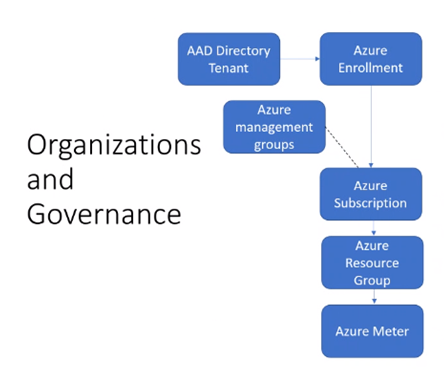 AAD Directory
Tenant
Azure
Enrollment
Azure
management
groups
Organizations
and
Governance
Azure
Subscription
Azure
Resource
Group
Azure Meter